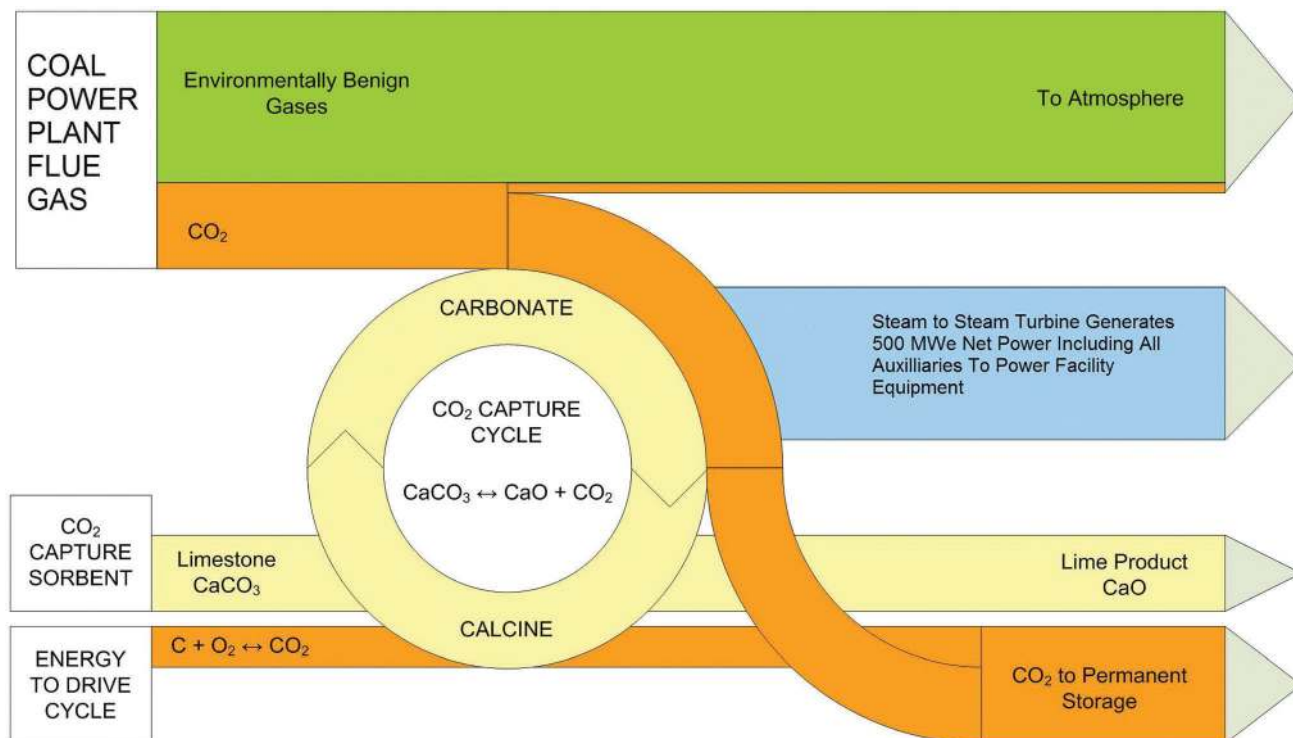 COAL
POWER
PLANT
FLUE
GAS
Environmentally Benign
Gases
To Atmosphere
CO₂
CARBONATE
Steam to Steam Turbine Generates
500 MWe Net Power Including All
Auxilliaries To Power Facility
Equipment
CO₂ CAPTURE
CYCLE
CaCO₃ ↔ CaO + CO₂
CO₂
CAPTURE
SORBENT
Limestone
CaCO₃
Lime Product
CaO
CALCINE
ENERGY
TO DRIVE
CYCLE
C + O₂ ↔ CO₂
CO₂ to Permanent
Storage